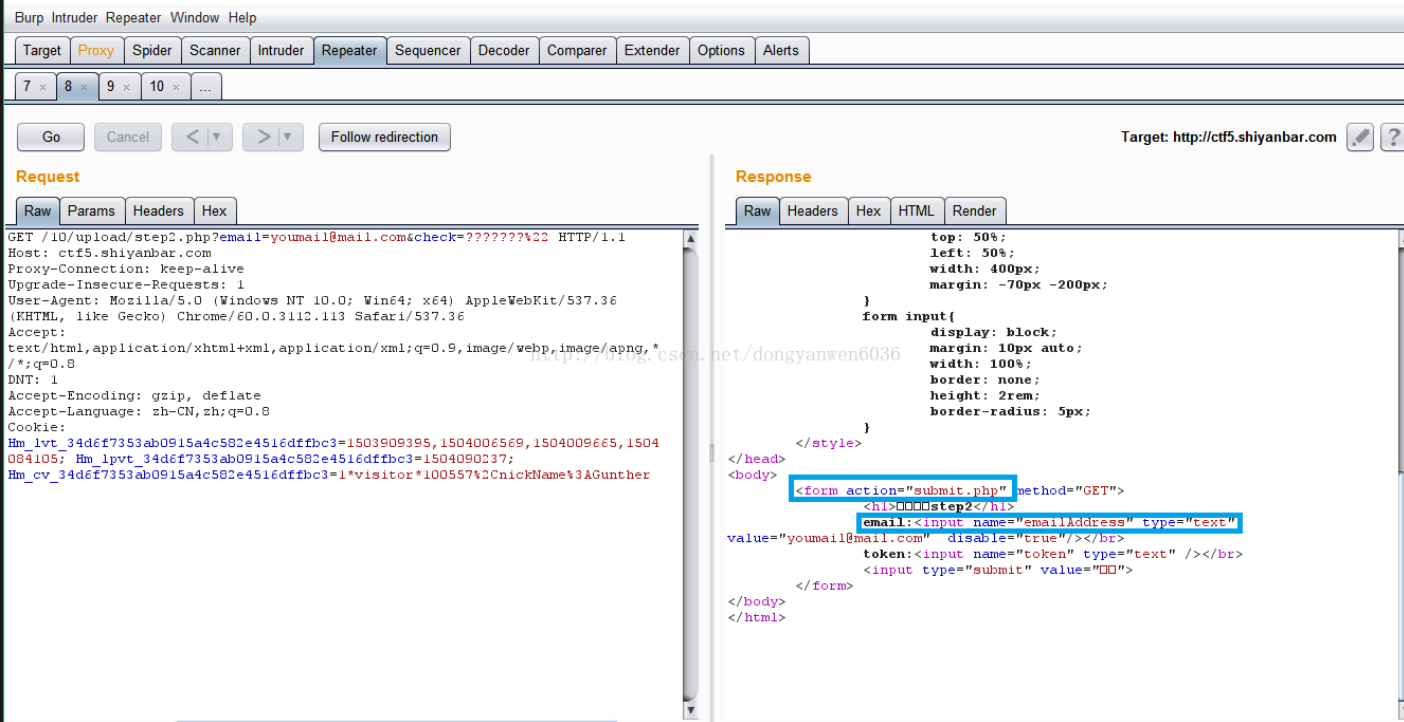 Burp Intruder Repeater Window Help
Target Proxy Spider Scanner Intruder Repeater Sequencer Decoder Comparer Extender Options Alerts
7 × 8 × 9 × 10 × ...
Go Cancel < ▼ > ▼ Follow redirection Target: http://ctf5.shiyanbar.com ?
Request
Raw Params Headers Hex
GET /10/upload/step2.php?email=youmail@mail.com&check=???????%22 HTTP/1.1
Host: ctf5.shiyanbar.com
Proxy-Connection: keep-alive
Upgrade-Insecure-Requests: 1
User-Agent: Mozilla/5.0 (Windows NT 10.0; Win64; x64) AppleWebKit/537.36
(KHTML, like Gecko) Chrome/60.0.3112.113 Safari/537.36
Accept:
text/html,application/xhtml+xml,application/xml;q=0.9,image/webp,image/apng,*
/*;q=0.8
DNT: 1
Accept-Encoding: gzip, deflate
Accept-Language: zh-CN,zh;q=0.8
Cookie:
Hm_lvt_34d6f7353ab0915a4c582e4516dffbc3=1503909395,1504006569,1504009665,1504
084105; Hm_lpvt_34d6f7353ab0915a4c582e4516dffbc3=1504090237;
Hm_cv_34d6f7353ab0915a4c582e4516dffbc3=1*visitor*100557%2CnickName%3AGunther
Response
Raw Headers Hex HTML Render
top: 50%;
left: 50%;
width: 400px;
margin: -70px -200px;
}
form input{
display: block;
margin: 10px auto;
width: 100%;
border: none;
height: 2rem;
border-radius: 5px;
}
</style>
</head>
<body>
<form action="submit.php" method="GET">
<h1>□□□□step2</h1>
email:<input name="emailAddress" type="text"
value="youmail@mail.com"  disable="true"/></br>
token:<input name="token" type="text" /></br>
<input type="submit" value="□□">
</form>
</body>
</html>
http://blog.csdn.net/dongyanwen6036